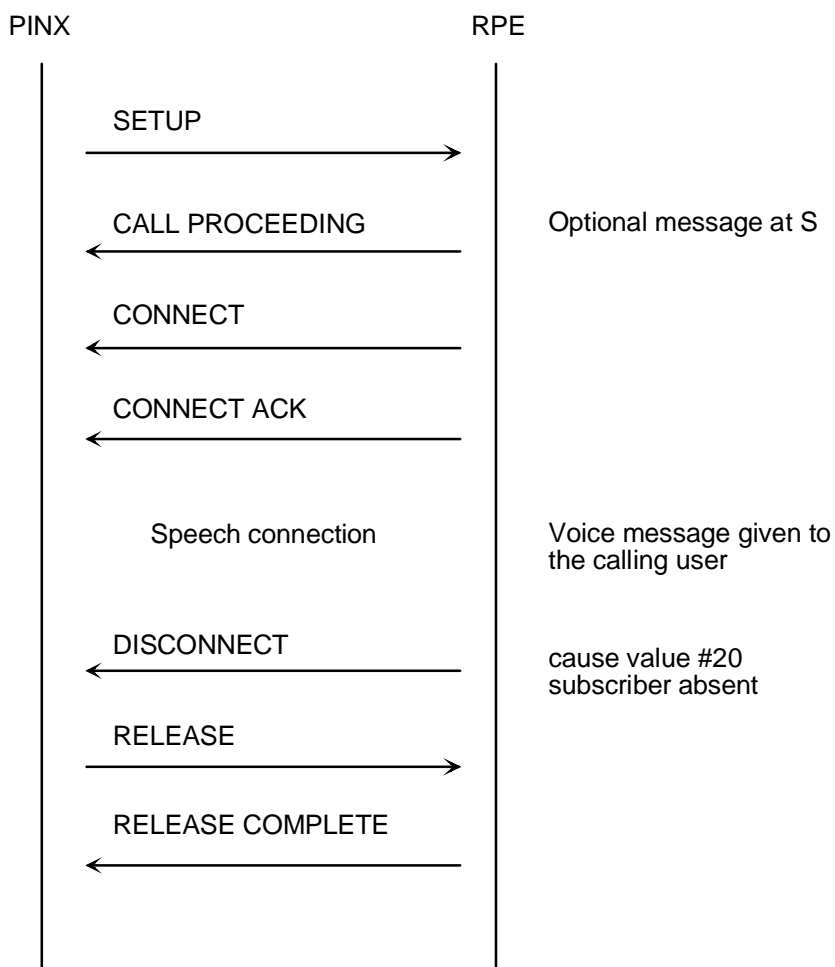 PINX
RPE
SETUP
CALL PROCEEDING
Optional message at S
CONNECT
CONNECT ACK
Speech connection
Voice message given to
the calling user
DISCONNECT
cause value #20
subscriber absent
RELEASE
RELEASE COMPLETE